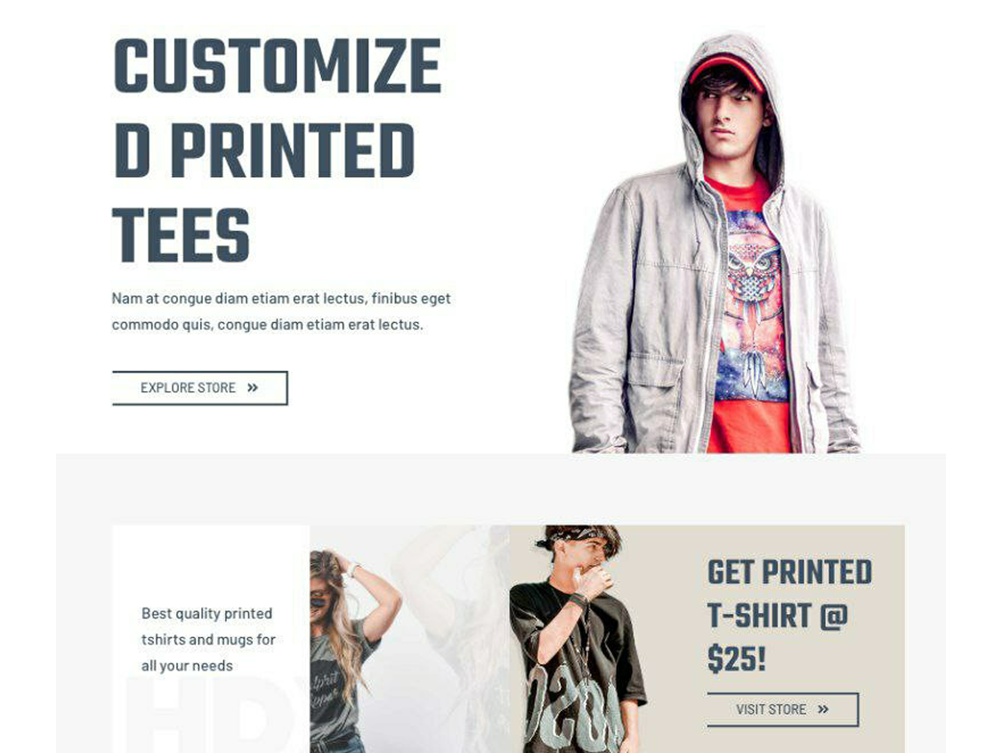 CUSTOMIZE
D PRINTED
TEES
Nam at congue diam etiam erat lectus, finibus eget
commodo quis, congue diam etiam erat lectus.
EXPLORE STORE »
Best quality printed
tshirts and mugs for
all your needs
HD
GET PRINTED
T-SHIRT @
$25!
VISIT STORE »